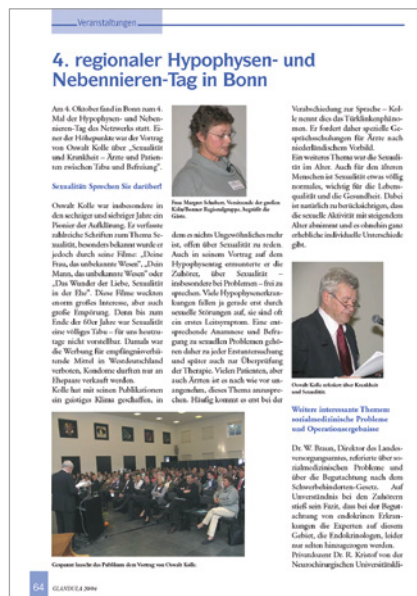 Veranstaltungen
4. regionaler Hypophysen- und
Nebennieren-Tag in Bonn
Am 4. Oktober fand in Bonn zum 4.
Mal der Hypophysen- und Neben-
nieren-Tag des Netzwerks statt. Ei-
ner der Höhepunkte war der Vortrag
von Oswalt Kolle über „Sexualität
und Krankheit – Ärzte und Patien-
ten zwischen Tabu und Befreiung".
Sexualität Sprechen Sie darüber!
Oswalt Kolle war insbesondere in
den sechziger und siebziger Jahre ein
Pionier der Aufklärung. Er verfasste
zahlreiche Schriften zum Thema Se-
xualität, besonders bekannt wurde er
jedoch durch seine Filme: „Deine
Frau, das unbekannte Wesen" oder „Dein
Mann, das unbekannte Wesen" oder
„Das Wunder der Liebe, Sexualität
in der Ehe". Diese Filme weckten
enorm großes Interesse, aber auch
große Empörung. Denn bis zum
Ende der 60er Jahre war Sexualität
eine völliges Tabu – für uns heutzu-
tage nicht vorstellbar. Damals war
die Werbung für empfängnisverhü-
tende Mittel in Westdeutschland
verboten, Kondome durften nur an
Ehepaare verkauft werden.
Kolle hat mit seinen Publikationen
ein günstiges Klima geschaffen, in
Frau Margret Schubert, Vorsitzende der großen
Köln/Bonner Regionalgruppe, begrüßt die
Gäste.
dem es nichts Ungewöhnliches mehr
ist, offen über Sexualität zu reden.
Auch in seinem Vortrag auf dem
Hypophysentag ermunterte er die
Zuhörer, über Sexualität –
insbesondere bei Problemen – frei zu
sprechen. Viele Hypophysenerkran-
kungen fallen ja gerade erst durch
sexuelle Störungen auf, sie sind oft
ein erstes Leitsymptom. Eine ent-
sprechende Anamnese und Befra-
gung zu sexuellen Problemen gehö-
ren daher zu jeder Erstuntersuchung
und später auch zur Überprüfung
der Therapie. Vielen Patienten, aber
auch Ärzten ist es nach wie vor un-
angenehm, dieses Thema anzuspre-
chen. Häufig kommt es erst bei der
Gespannt lauscht das Publikum dem Vortrag von Oswalt Kolle.
Verabschiedung zur Sprache – Kol-
le nennt dies das Türklinkenphäno-
men. Er fordert daher spezielle Ge-
sprächsschulungen für Ärzte nach
niederländischem Vorbild.
Ein weiteres Thema war die Sexuali-
tät im Alter. Auch für den älteren
Menschen ist Sexualität etwas völlig
normales, wichtig für die Lebens-
qualität und die Gesundheit. Dabei
ist natürlich zu berücksichtigen, dass
die sexuelle Aktivität mit steigendem
Alter abnimmt und es ohnehin ganz
erhebliche individuelle Unterschiede
gibt.
Oswalt Kolle referiert über Krankheit
und Sexualität.
Weitere interessante Themen:
sozialmedizinische Probleme
und Operationsergebnisse
Dr. W. Braun, Direktor des Landes-
versorgungsamtes, referierte über so-
zialmedizinischen Probleme und
über die Begutachtung nach dem
Schwerbehinderten-Gesetz. Auf
Unverständnis bei den Zuhörern
stieß sein Fazit, dass bei der Begut-
achtung von endokrinen Erkran-
kungen die Experten auf diesem
Gebiet, die Endokrinologen, leider
nur selten hinzugezogen werden.
Privatdozent Dr. R. Kristof von der
Neurochirurgischen Universitätskli-
64 GLANDULA 2004